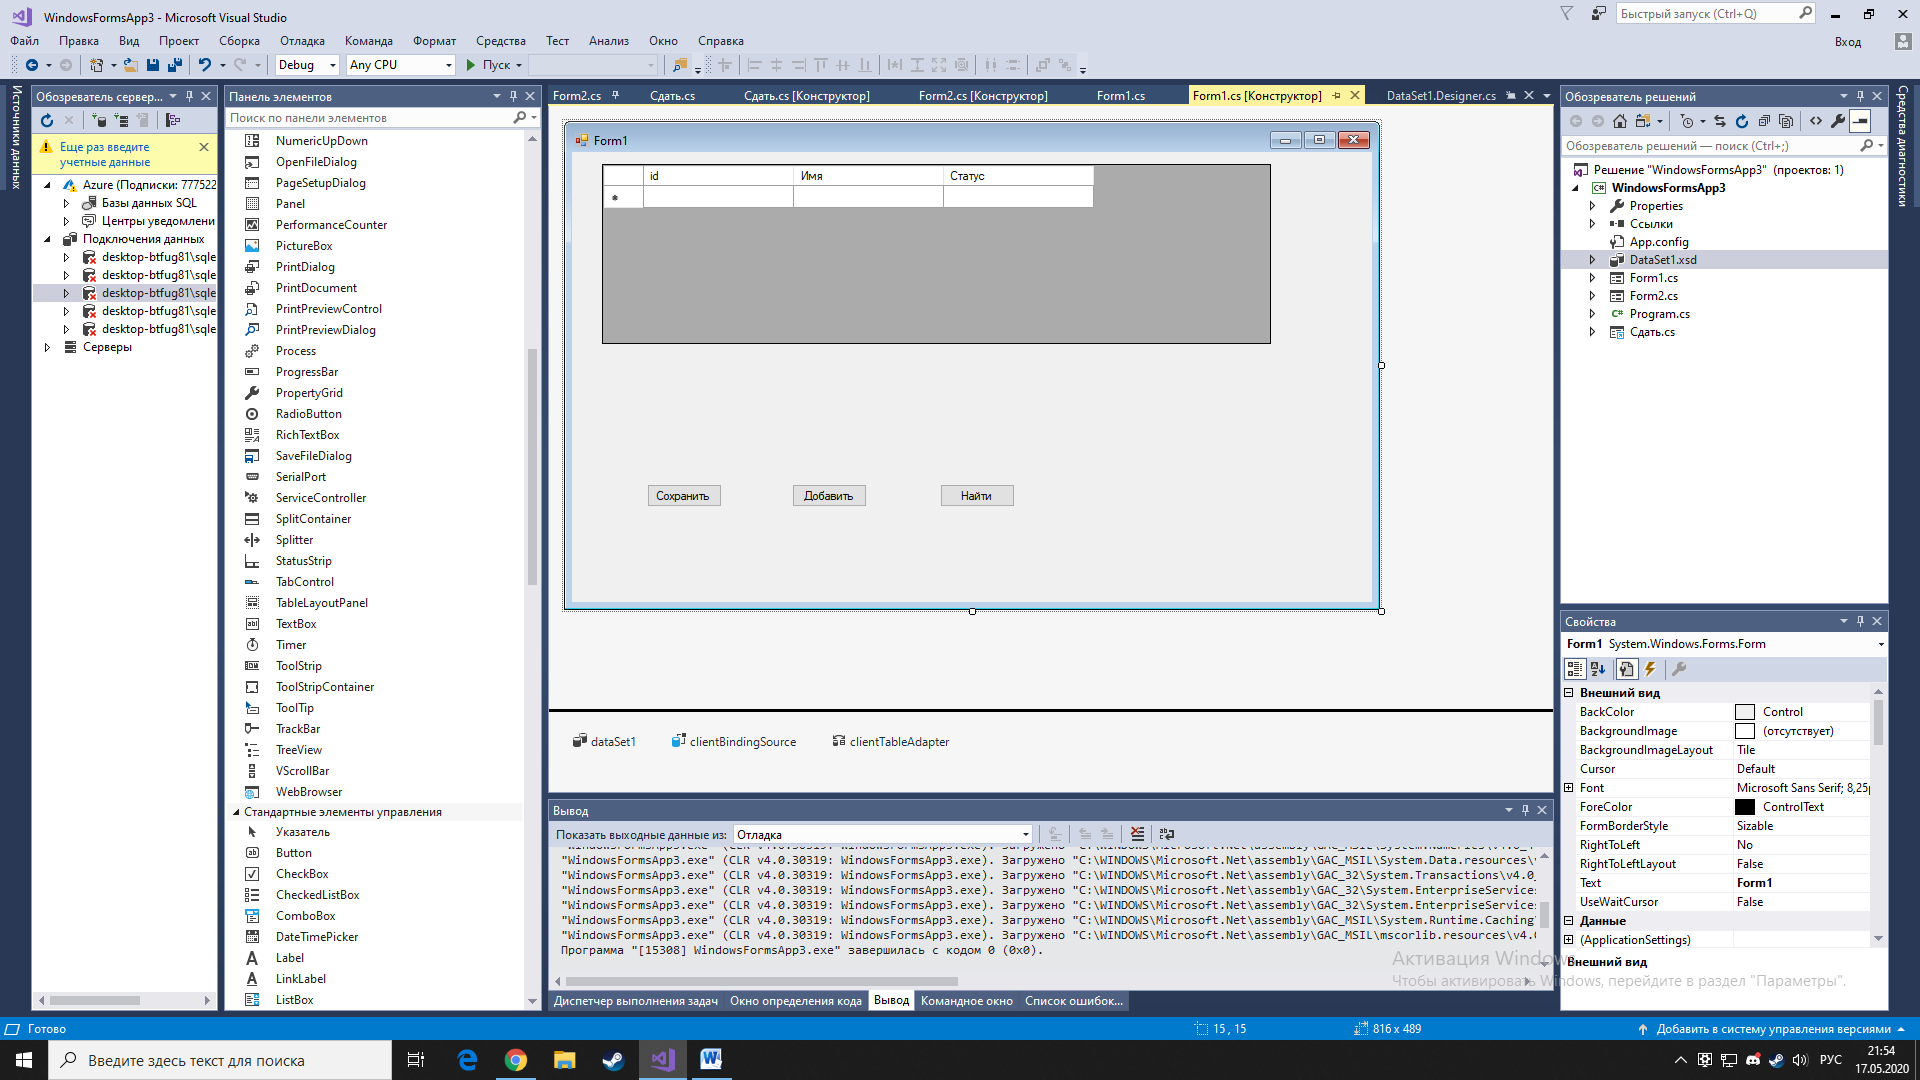 WindowsFormsApp3 - Microsoft Visual Studio
Быстрый запуск (Ctrl+Q)
Файл Правка Вид Проект Сборка Отладка Команда Формат Средства Тест Анализ Окно Справка
Вход
Debug Any CPU Пуск
Источники данных
Обозреватель сервер...
Еще раз введите
учетные данные
Azure (Подписки: 777522
Базы данных SQL
Центры уведомлени
Подключения данных
desktop-btfug81\sqle
desktop-btfug81\sqle
desktop-btfug81\sqle
desktop-btfug81\sqle
desktop-btfug81\sqle
Серверы
Панель элементов
Поиск по панели элементов
NumericUpDown
OpenFileDialog
PageSetupDialog
Panel
PerformanceCounter
PictureBox
PrintDialog
PrintDocument
PrintPreviewControl
PrintPreviewDialog
Process
ProgressBar
PropertyGrid
RadioButton
RichTextBox
SaveFileDialog
SerialPort
ServiceController
SplitContainer
Splitter
StatusStrip
TabControl
TableLayoutPanel
TextBox
Timer
ToolStrip
ToolStripContainer
ToolTip
TrackBar
TreeView
VScrollBar
WebBrowser
Стандартные элементы управления
Указатель
Button
CheckBox
CheckedListBox
ComboBox
DateTimePicker
Label
LinkLabel
ListBox
Form2.cs Сдать.cs Сдать.cs [Конструктор] Form2.cs [Конструктор] Form1.cs Form1.cs [Конструктор] DataSet1.Designer.cs
Form1
id Имя Статус
Сохранить Добавить Найти
dataSet1 clientBindingSource clientTableAdapter
Вывод
Показать выходные данные из: Отладка
"WindowsFormsApp3.exe" (CLR v4.0.30319: WindowsFormsApp3.exe). Загружено "C:\WINDOWS\Microsoft.Net\assembly\GAC_MSIL\System.Data.resources\
"WindowsFormsApp3.exe" (CLR v4.0.30319: WindowsFormsApp3.exe). Загружено "C:\WINDOWS\Microsoft.Net\assembly\GAC_32\System.Transactions\v4.0_
"WindowsFormsApp3.exe" (CLR v4.0.30319: WindowsFormsApp3.exe). Загружено "C:\WINDOWS\Microsoft.Net\assembly\GAC_32\System.EnterpriseService
"WindowsFormsApp3.exe" (CLR v4.0.30319: WindowsFormsApp3.exe). Загружено "C:\WINDOWS\Microsoft.Net\assembly\GAC_32\System.EnterpriseService
"WindowsFormsApp3.exe" (CLR v4.0.30319: WindowsFormsApp3.exe). Загружено "C:\WINDOWS\Microsoft.Net\assembly\GAC_MSIL\System.Runtime.Caching
"WindowsFormsApp3.exe" (CLR v4.0.30319: WindowsFormsApp3.exe). Загружено "C:\WINDOWS\Microsoft.Net\assembly\GAC_MSIL\mscorlib.resources\v4.
Программа "[15308] WindowsFormsApp3.exe" завершилась с кодом 0 (0x0).
Диспетчер выполнения задач Окно определения кода Вывод Командное окно Список ошибок...
Обозреватель решений
Обозреватель решений — поиск (Ctrl+;)
Решение "WindowsFormsApp3" (проектов: 1)
WindowsFormsApp3
Properties
Ссылки
App.config
DataSet1.xsd
Form1.cs
Form2.cs
Program.cs
Сдать.cs
Средства диагностики
Свойства
Form1 System.Windows.Forms.Form
Внешний вид
BackColor Control
BackgroundImage (отсутствует)
BackgroundImageLayout Tile
Cursor Default
Font Microsoft Sans Serif; 8,25p
ForeColor ControlText
FormBorderStyle Sizable
RightToLeft No
RightToLeftLayout False
Text Form1
UseWaitCursor False
Данные
(ApplicationSettings)
Внешний вид
Активация Windows
Чтобы активировать Windows, перейдите в раздел "Параметры".
Готово 15 , 15 816 x 489 Добавить в систему управления версиями
Введите здесь текст для поиска
РУС
21:54
17.05.2020